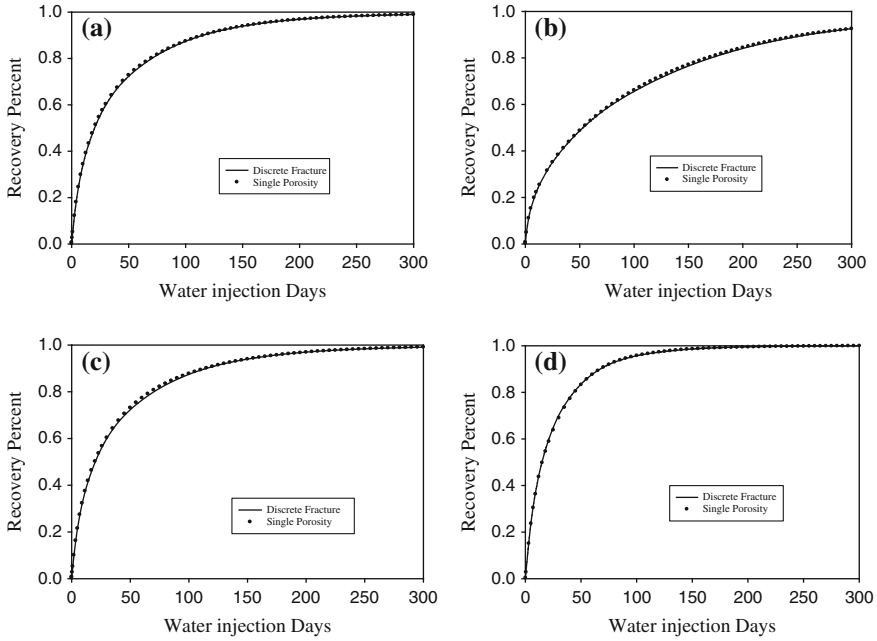 (a)
1.0
0.8
0.6
0.4
0.2
0.0
Recovery Percent
Discrete Fracture
Single Porosity
0 50 100 150 200 250 300
Water injection Days
(b)
1.0
0.8
0.6
0.4
0.2
0.0
Recovery Percent
Discrete Fracture
Single Porosity
0 50 100 150 200 250 300
Water injection Days
(c)
1.0
0.8
0.6
0.4
0.2
0.0
Recovery Percent
Discrete Fracture
Single Porosity
0 50 100 150 200 250 300
Water injection Days
(d)
1.0
0.8
0.6
0.4
0.2
0.0
Recovery Percent
Discrete Fracture
Single Porosity
0 50 100 150 200 250 300
Water injection Days